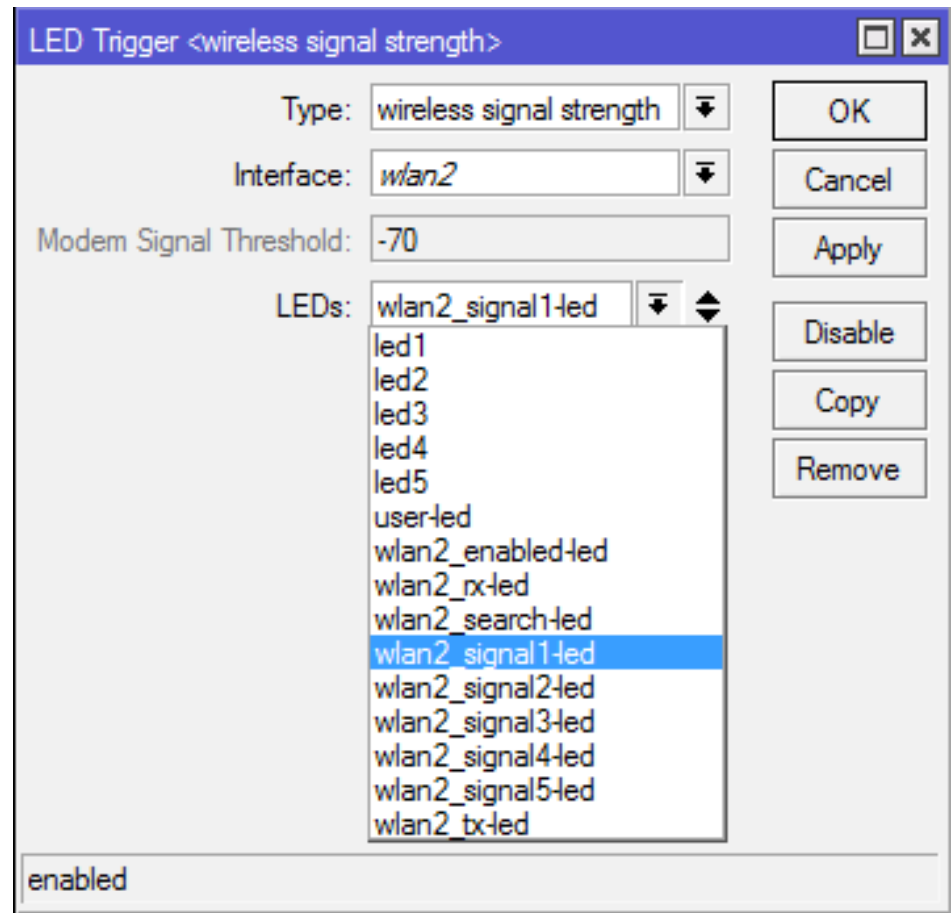 LED Trigger <wireless signal strength>
Type: wireless signal strength
OK
Interface: wlan2
Cancel
Modem Signal Threshold: -70
Apply
LEDs: wlan2_signal1-led
Disable
led1
led2
led3
led4
led5
user-led
wlan2_enabled-led
wlan2_rx-led
wlan2_search-led
wlan2_signal1-led
wlan2_signal2-led
wlan2_signal3-led
wlan2_signal4-led
wlan2_signal5-led
wlan2_tx-led
Copy
Remove
enabled